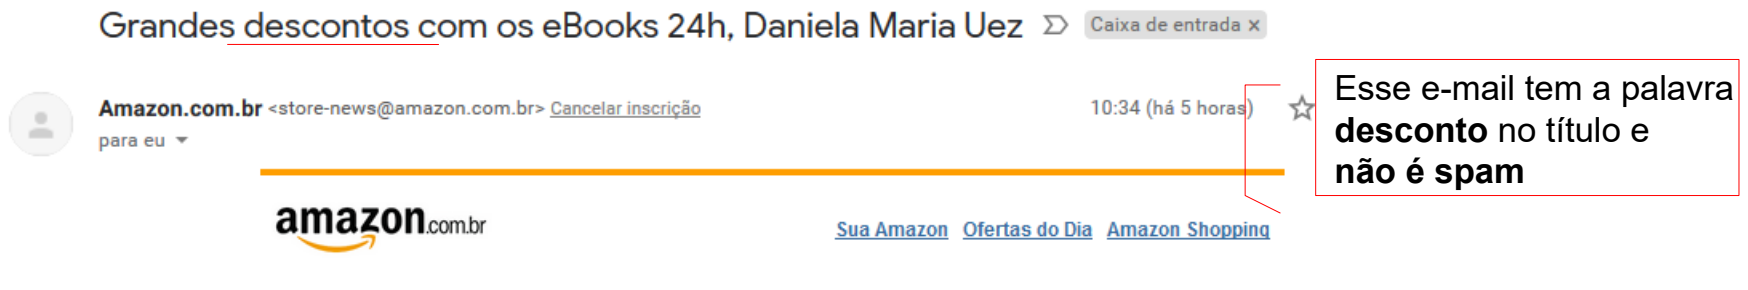 Grandes descontos com os eBooks 24h, Daniela Maria Uez Caixa de entrada x
Amazon.com.br <store-news@amazon.com.br> Cancelar inscrição 10:34 (há 5 horas)
para eu
Esse e-mail tem a palavra
desconto no título e
não é spam
amazon.com.br
Sua Amazon Ofertas do Dia Amazon Shopping